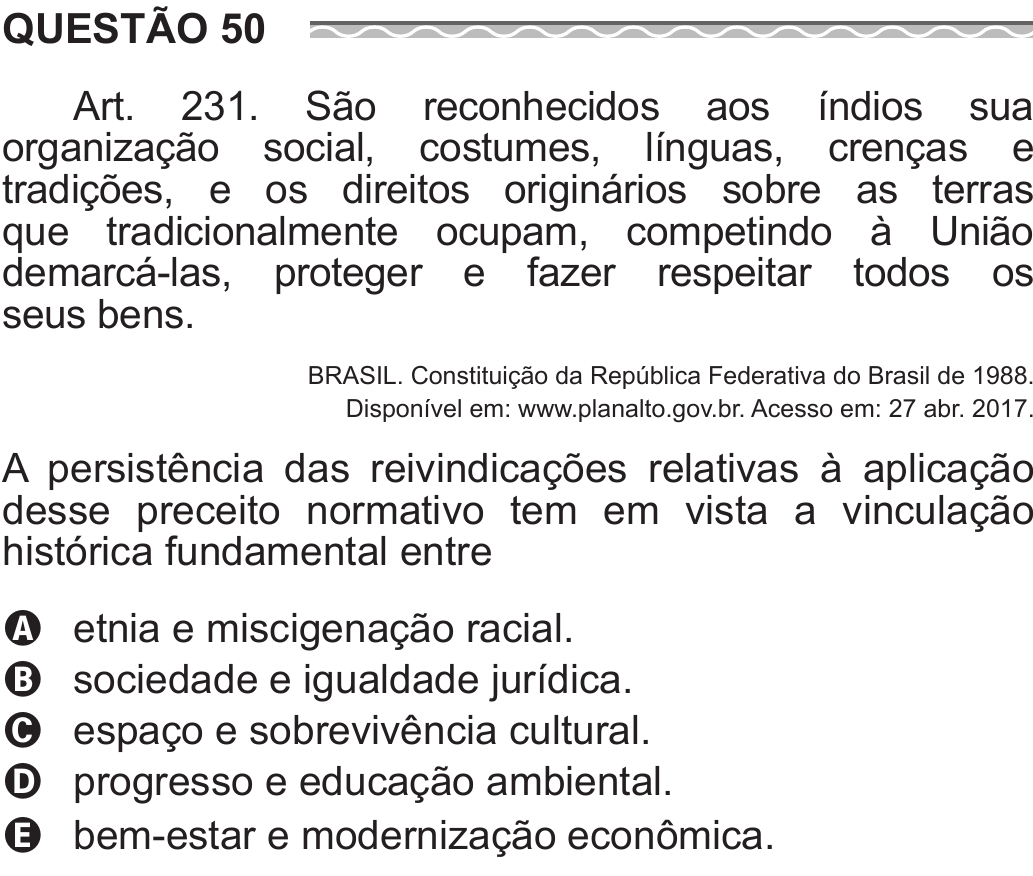 QUESTÃO 50
Art. 231. São reconhecidos aos índios sua
organização social, costumes, línguas, crenças e
tradições, e os direitos originários sobre as terras
que tradicionalmente ocupam, competindo à União
demarcá-las, proteger e fazer respeitar todos os
seus bens.
BRASIL. Constituição da República Federativa do Brasil de 1988.
Disponível em: www.planalto.gov.br. Acesso em: 27 abr. 2017.
A persistência das reivindicações relativas à aplicação
desse preceito normativo tem em vista a vinculação
histórica fundamental entre
A etnia e miscigenação racial.
B sociedade e igualdade jurídica.
C espaço e sobrevivência cultural.
D progresso e educação ambiental.
E bem-estar e modernização econômica.